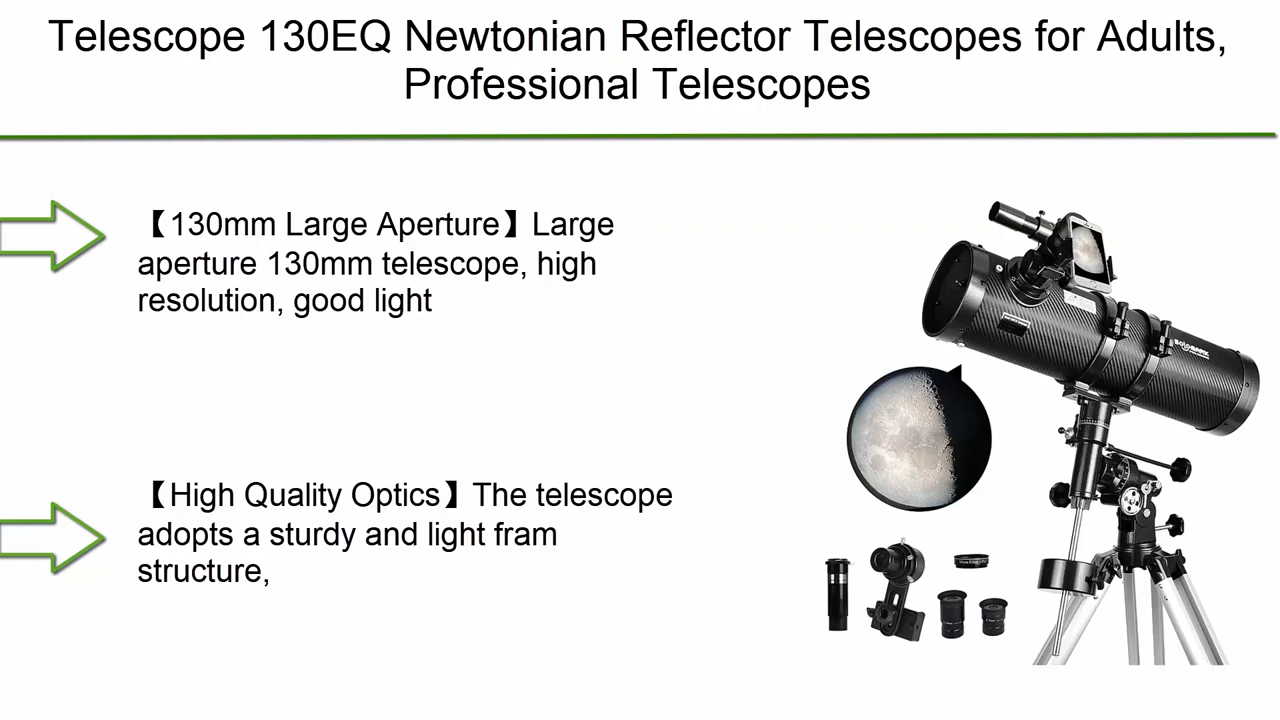 Telescope 130EQ Newtonian Reflector Telescopes for Adults,
Professional Telescopes
【130mm Large Aperture】Large
aperture 130mm telescope, high
resolution, good light
【High Quality Optics】The telescope
adopts a sturdy and light fram
structure,